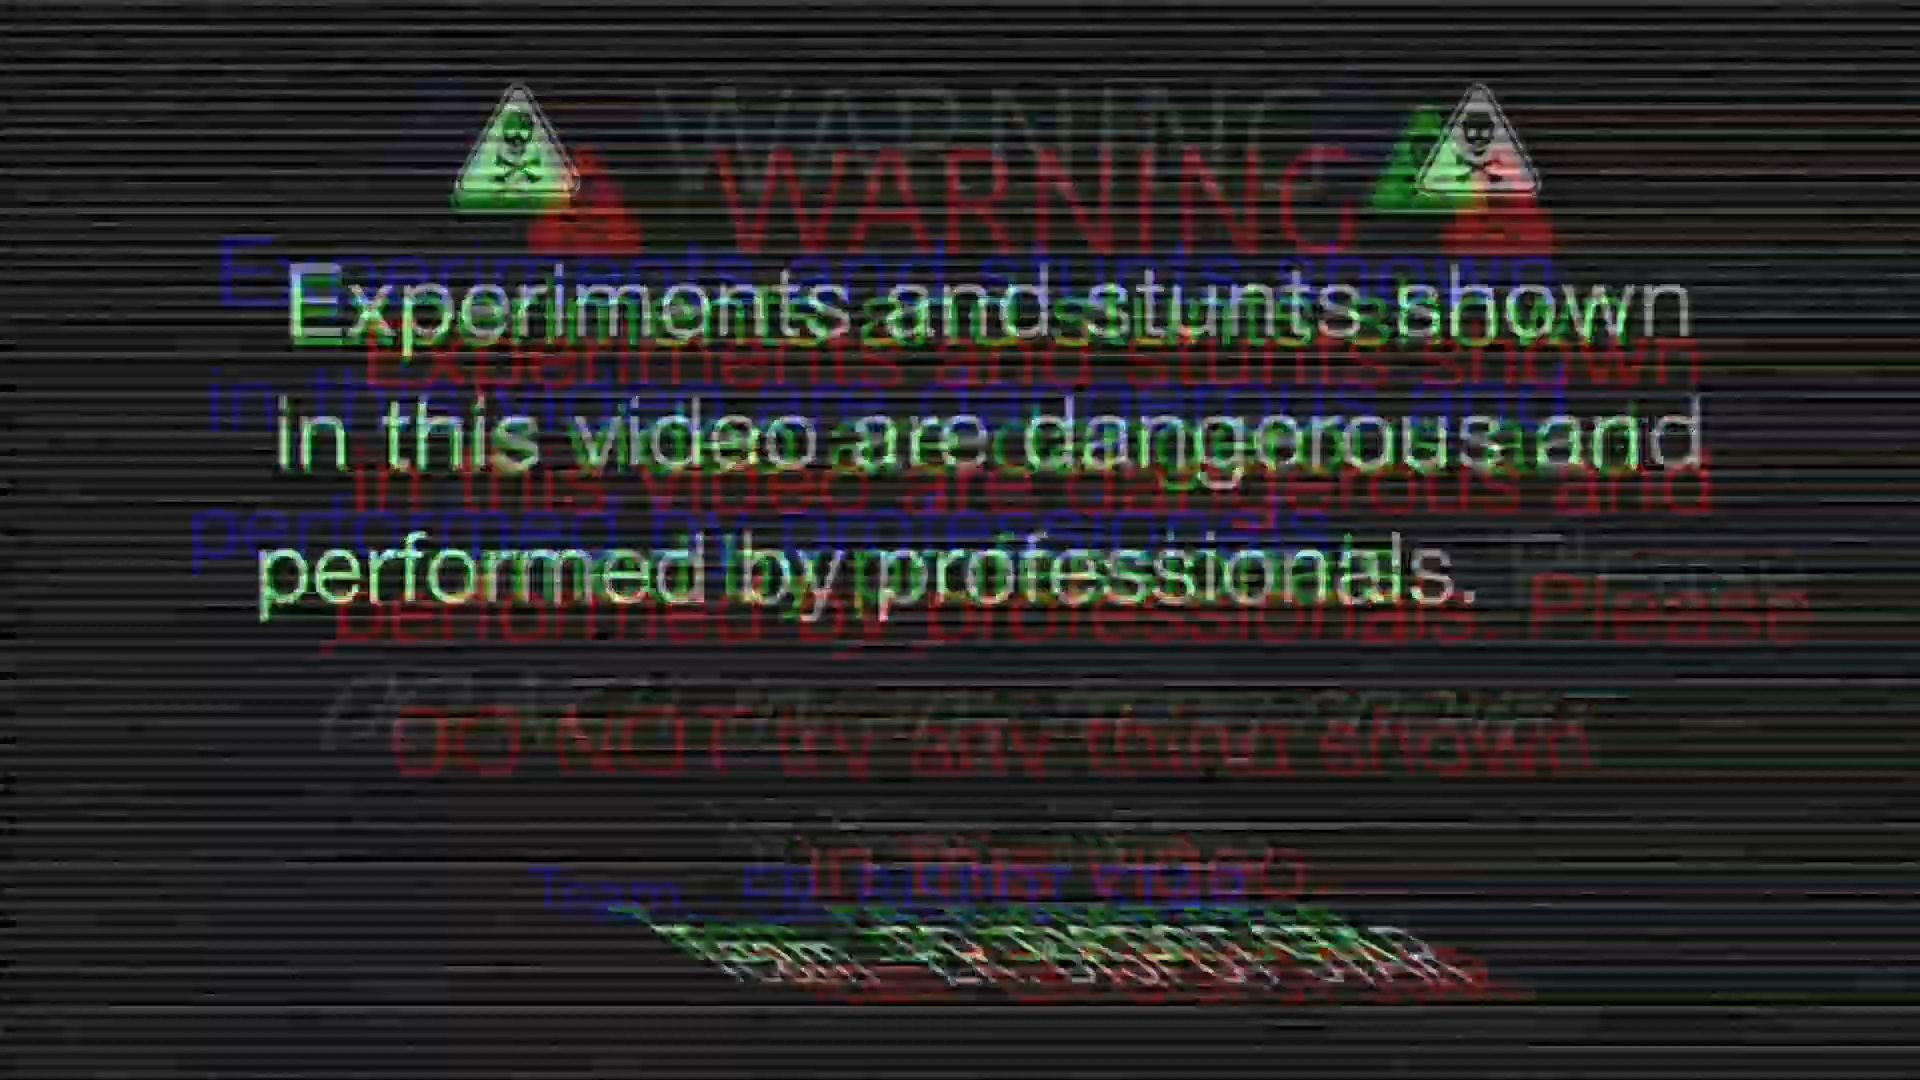 WARNING
Experiments and stunts shown
in this video are dangerous and
performed by professionals. Please
DO NOT try any thing shown
in this video.
Team